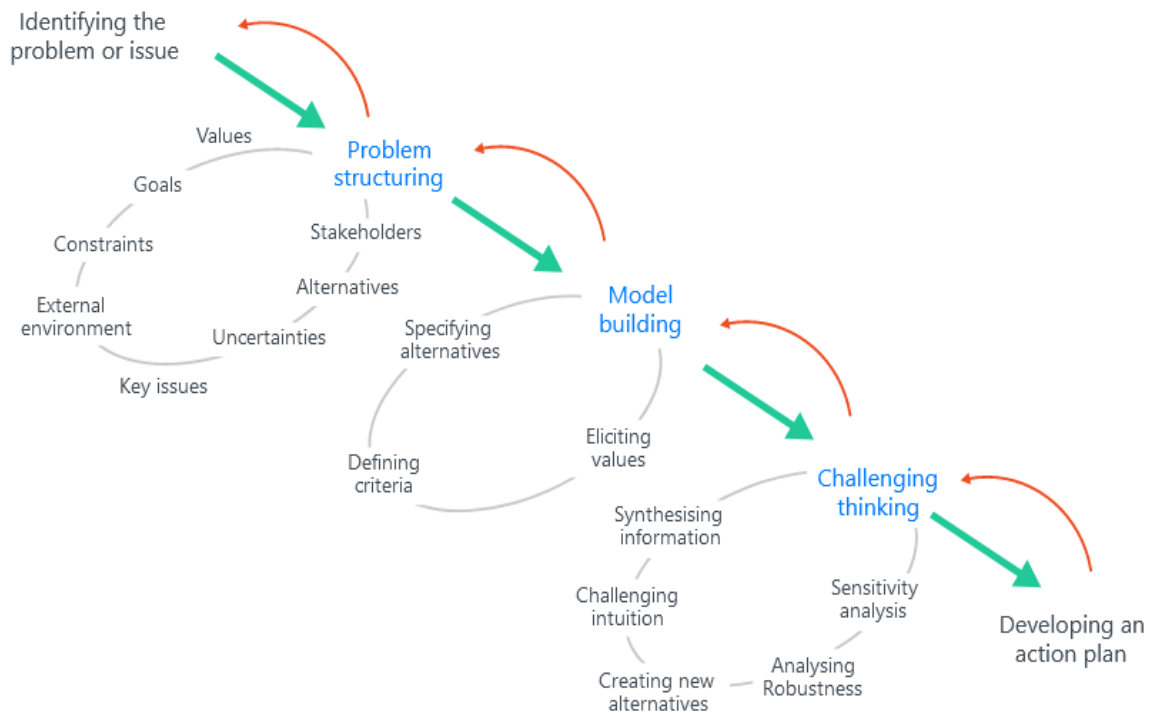 Identifying the
problem or issue
Values
Problem
structuring
Goals
Stakeholders
Constraints
Alternatives
External
environment
Uncertainties
Key issues
Model
building
Specifying
alternatives
Eliciting
values
Defining
criteria
Challenging
thinking
Synthesising
information
Sensitivity
analysis
Challenging
intuition
Analysing
Robustness
Creating new
alternatives
Developing an
action plan